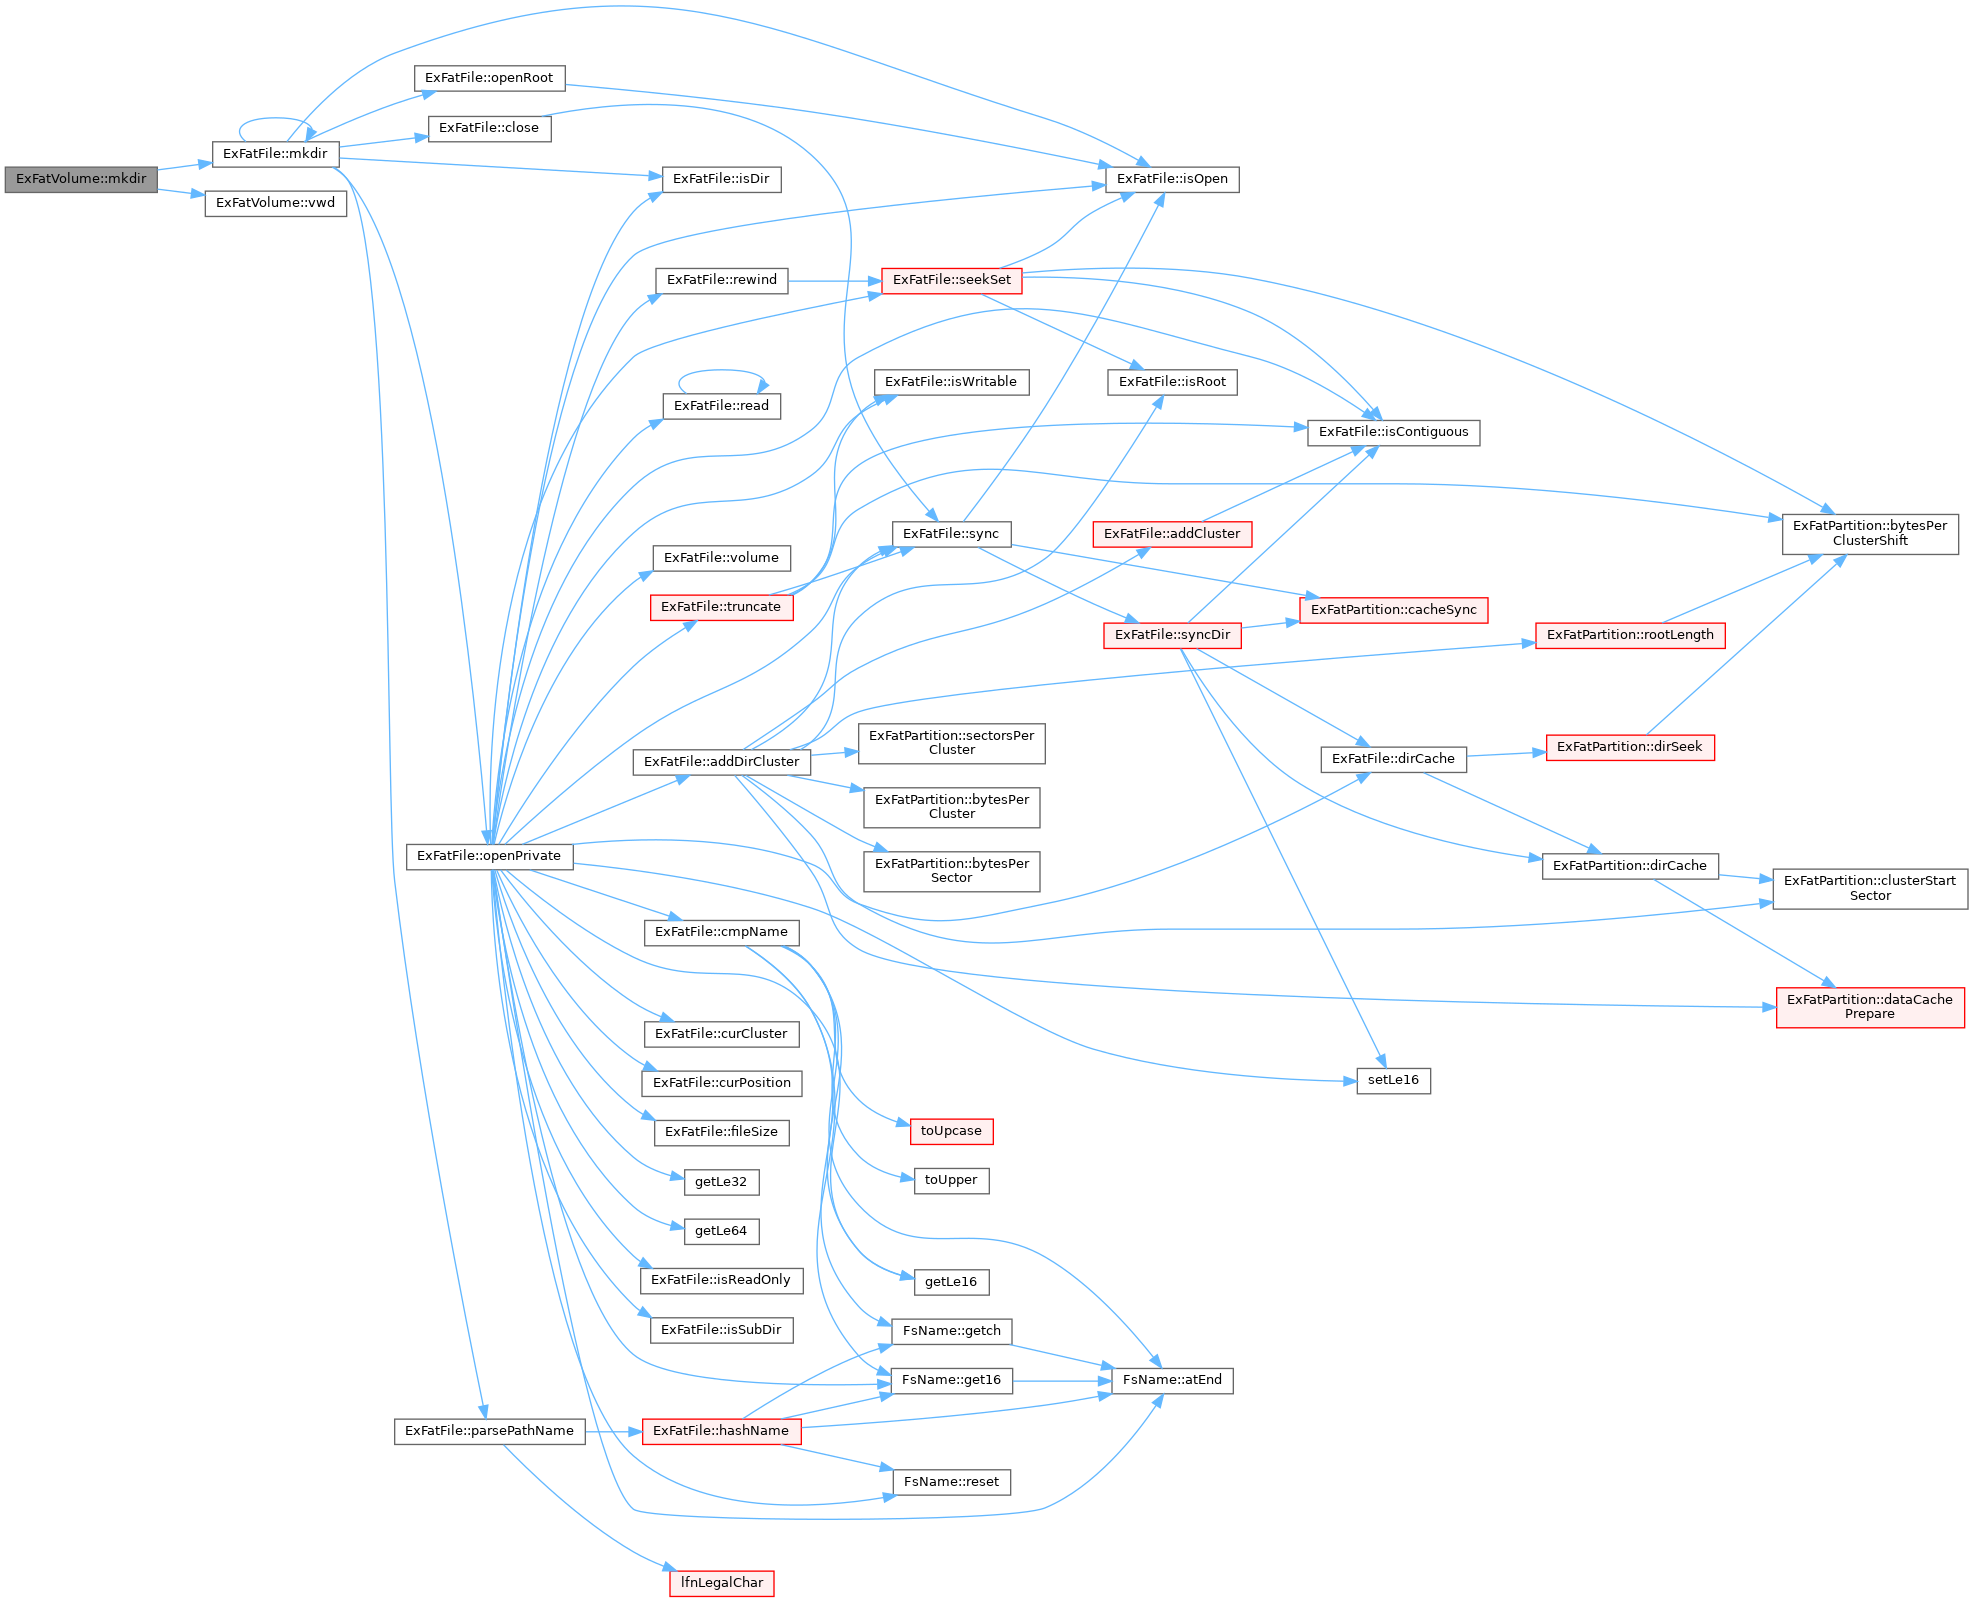 ExFatVolume::mkdir
ExFatFile::mkdir
ExFatVolume::vwd
ExFatFile::openRoot
ExFatFile::close
ExFatFile::openPrivate
ExFatFile::parsePathName
ExFatFile::isDir
ExFatFile::rewind
ExFatFile::read
ExFatFile::volume
ExFatFile::truncate
ExFatFile::addDirCluster
ExFatFile::cmpName
ExFatFile::curCluster
ExFatFile::curPosition
ExFatFile::fileSize
getLe32
getLe64
ExFatFile::isReadOnly
ExFatFile::isSubDir
ExFatFile::hashName
lfnLegalChar
ExFatFile::seekSet
ExFatFile::isWritable
ExFatFile::sync
ExFatPartition::sectorsPer
Cluster
ExFatPartition::bytesPer
Cluster
ExFatPartition::bytesPer
Sector
toUpcase
toUpper
getLe16
FsName::getch
FsName::get16
FsName::reset
ExFatFile::isOpen
ExFatFile::isRoot
ExFatFile::addCluster
ExFatFile::syncDir
FsName::atEnd
ExFatFile::isContiguous
ExFatPartition::cacheSync
ExFatFile::dirCache
setLe16
ExFatPartition::rootLength
ExFatPartition::dirSeek
ExFatPartition::dirCache
ExFatPartition::bytesPer
ClusterShift
ExFatPartition::clusterStart
Sector
ExFatPartition::dataCache
Prepare